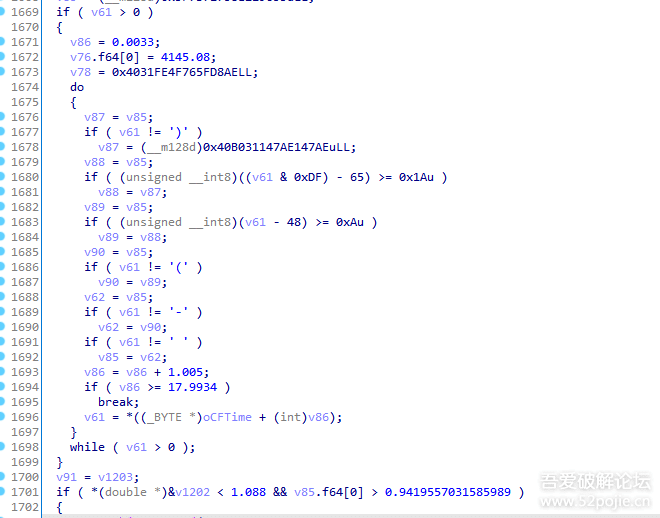 1669 if ( v61 > 0 )
1670 {
1671 v86 = 0.0033;
1672 v76.f64[0] = 4145.08;
1673 v78 = 0x4031FE4F765FD8AELL;
1674 do
1675 {
1676 v87 = v85;
1677 if ( v61 != ')' )
1678 v87 = (__m128d)0x40B031147AE147AEuLL;
1679 v88 = v85;
1680 if ( (unsigned __int8)((v61 & 0xDF) - 65) >= 0x1Au )
1681 v88 = v87;
1682 v89 = v85;
1683 if ( (unsigned __int8)(v61 - 48) >= 0xAu )
1684 v89 = v88;
1685 v90 = v85;
1686 if ( v61 != '(' )
1687 v90 = v89;
1688 v62 = v85;
1689 if ( v61 != '-' )
1690 v62 = v90;
1691 if ( v61 != ' ' )
1692 v85 = v62;
1693 v86 = v86 + 1.005;
1694 if ( v86 >= 17.9934 )
1695 break;
1696 v61 = *((_BYTE *)oCFTime + (int)v86);
1697 }
1698 while ( v61 > 0 );
1699 }
1700 v91 = v1203;
1701 if ( *(double *)&v1202 < 1.088 && v85.f64[0] > 0.9419557031585989 )
1702 {
吾爱破解论坛
www.52pojie.cn